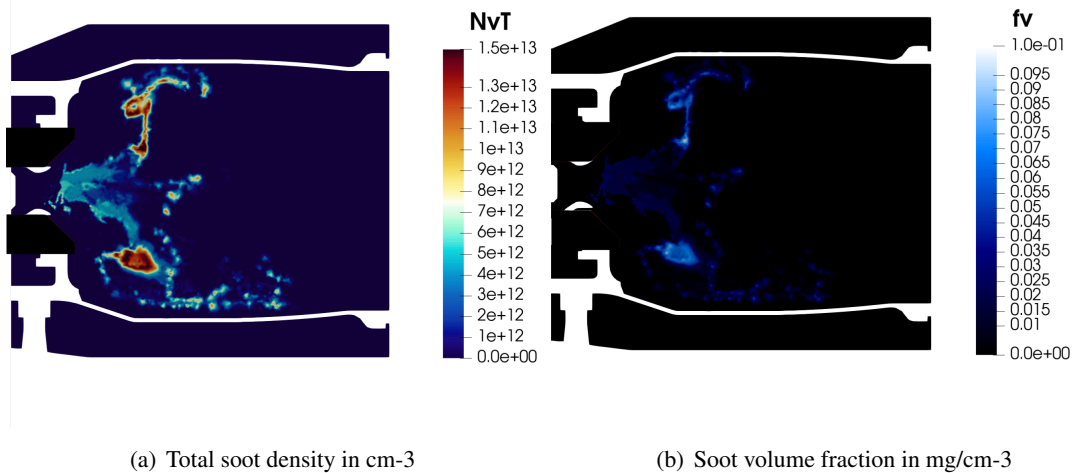 NvT
1.5e+13
1.3e+12
1.2e+13
1.1e+13
1e+13
9e+12
8e+12
7e+12
6e+12
5e+12
4e+12
3e+12
2e+12
1e+12
0.0e+00
fv
1.0e-01
0.095
0.09
0.085
0.08
0.075
0.07
0.065
0.06
0.055
0.05
0.045
0.04
0.035
0.03
0.025
0.02
0.015
0.01
0.0e+00
(a) Total soot density in cm-3
(b) Soot volume fraction in mg/cm-3